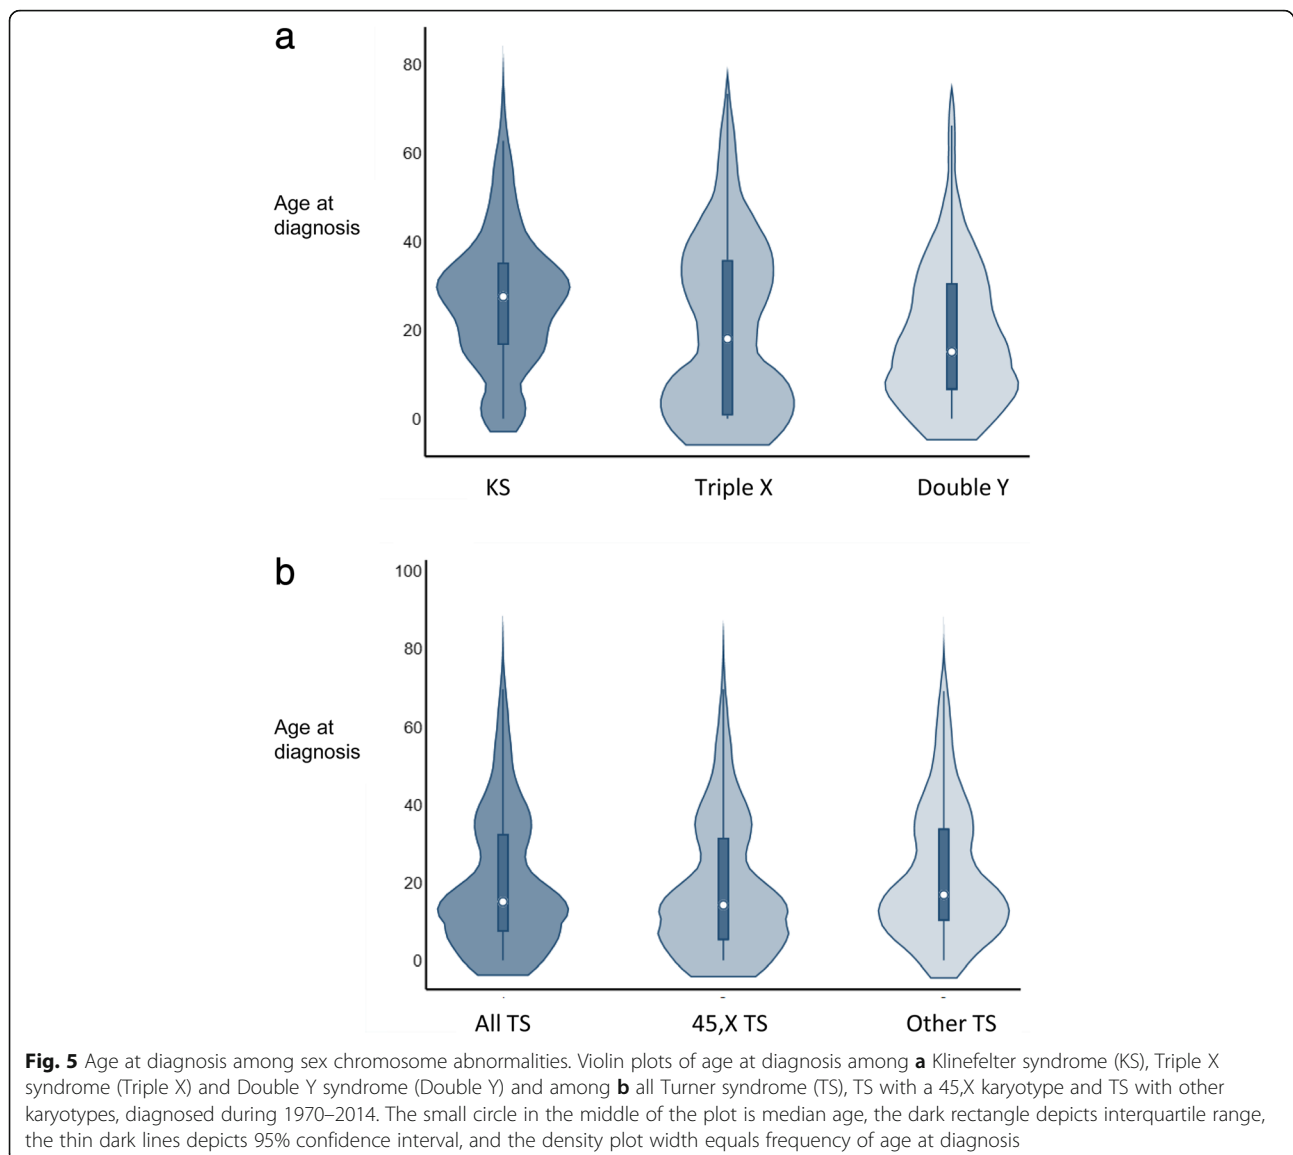 a
80
60
Age at
diagnosis
40
20
0
KS Triple X Double Y
b
100
80
60
Age at
diagnosis
40
20
0
All TS 45,X TS Other TS
Fig. 5 Age at diagnosis among sex chromosome abnormalities. Violin plots of age at diagnosis among a Klinefelter syndrome (KS), Triple X
syndrome (Triple X) and Double Y syndrome (Double Y) and among b all Turner syndrome (TS), TS with a 45,X karyotype and TS with other
karyotypes, diagnosed during 1970–2014. The small circle in the middle of the plot is median age, the dark rectangle depicts interquartile range,
the thin dark lines depicts 95% confidence interval, and the density plot width equals frequency of age at diagnosis